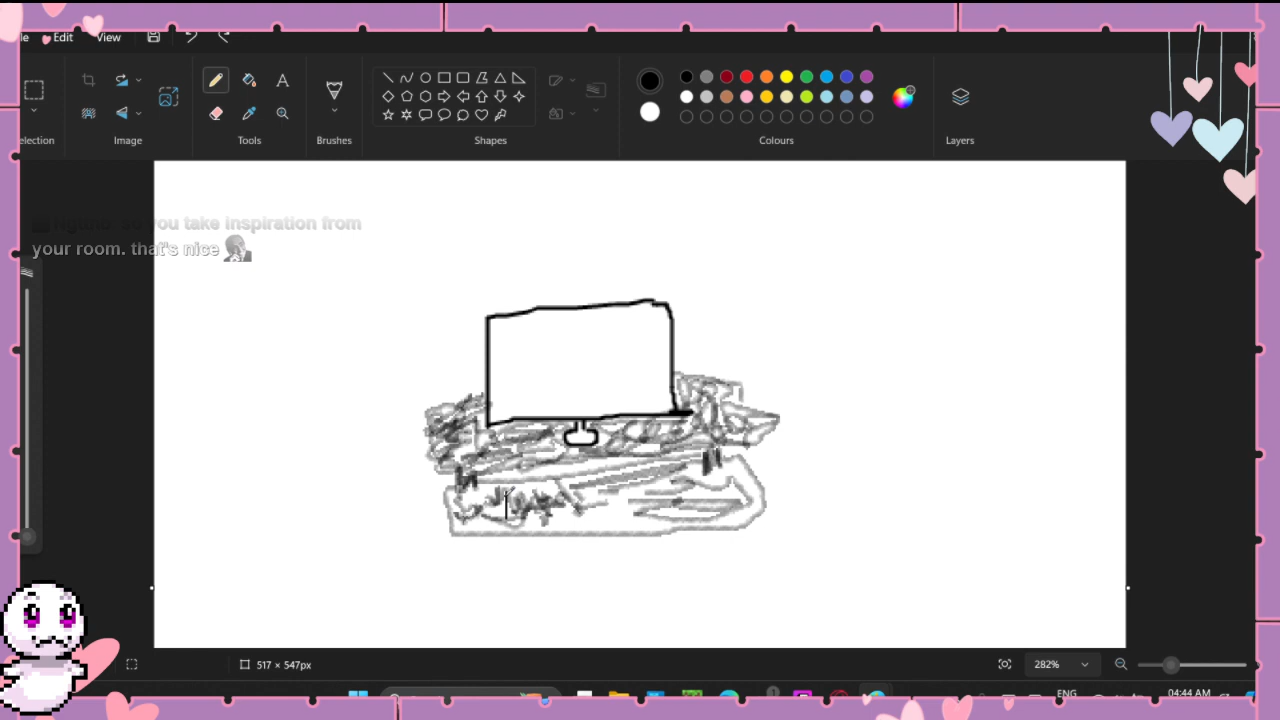 Edit
View
Selection
Image
Tools
Brushes
Shapes
Colours
Layers
you take inspiration from
your room. that's nice
517 × 547px
282%
ENG
04:44 AM